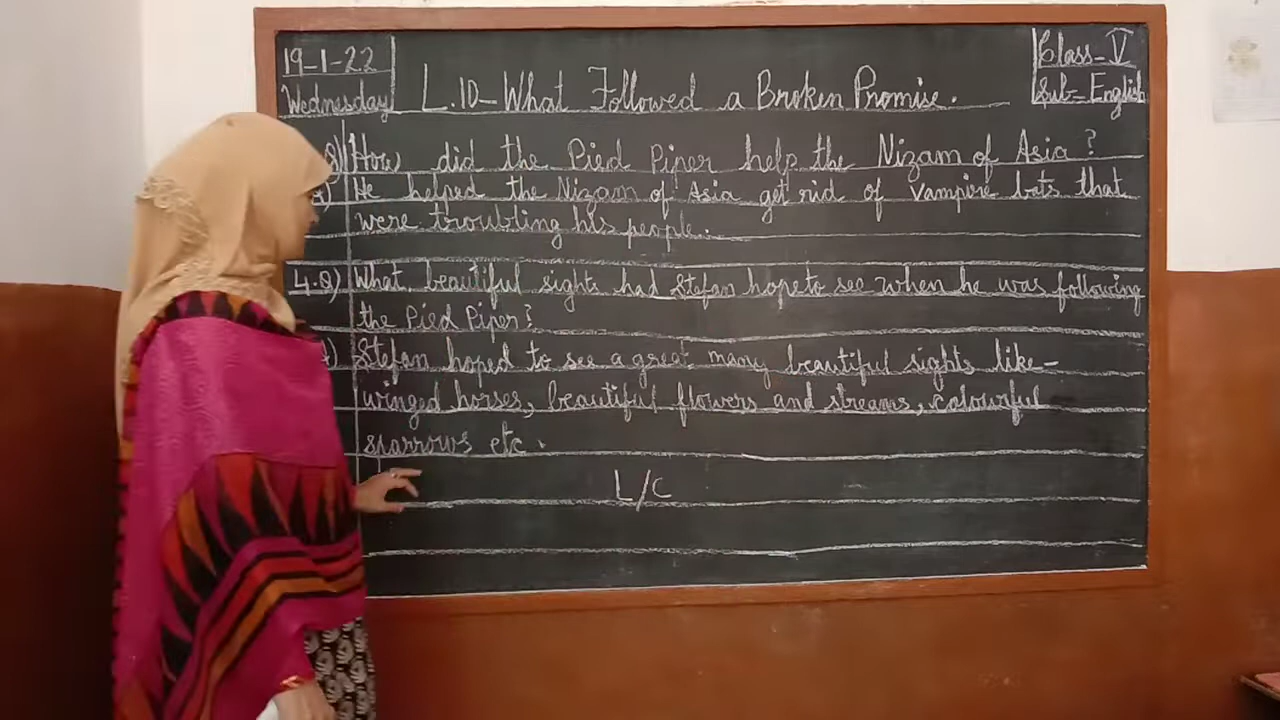 19-1-22
Wednesday
L.10-What Followed a Broken Promise.
Class-V
Sub-English
Q) How did the Pied Piper help the Nizam of Asia?
) He helped the Nizam of Asia get rid of vampire bats that
were troubling his people.
4.Q) What beautiful sights had Stefan hope to see when he was following
the Pied Piper?
) Stefan hoped to see a great many beautiful sights like-
winged horses, beautiful flowers and streams, colourful
sparrows etc.
L/C